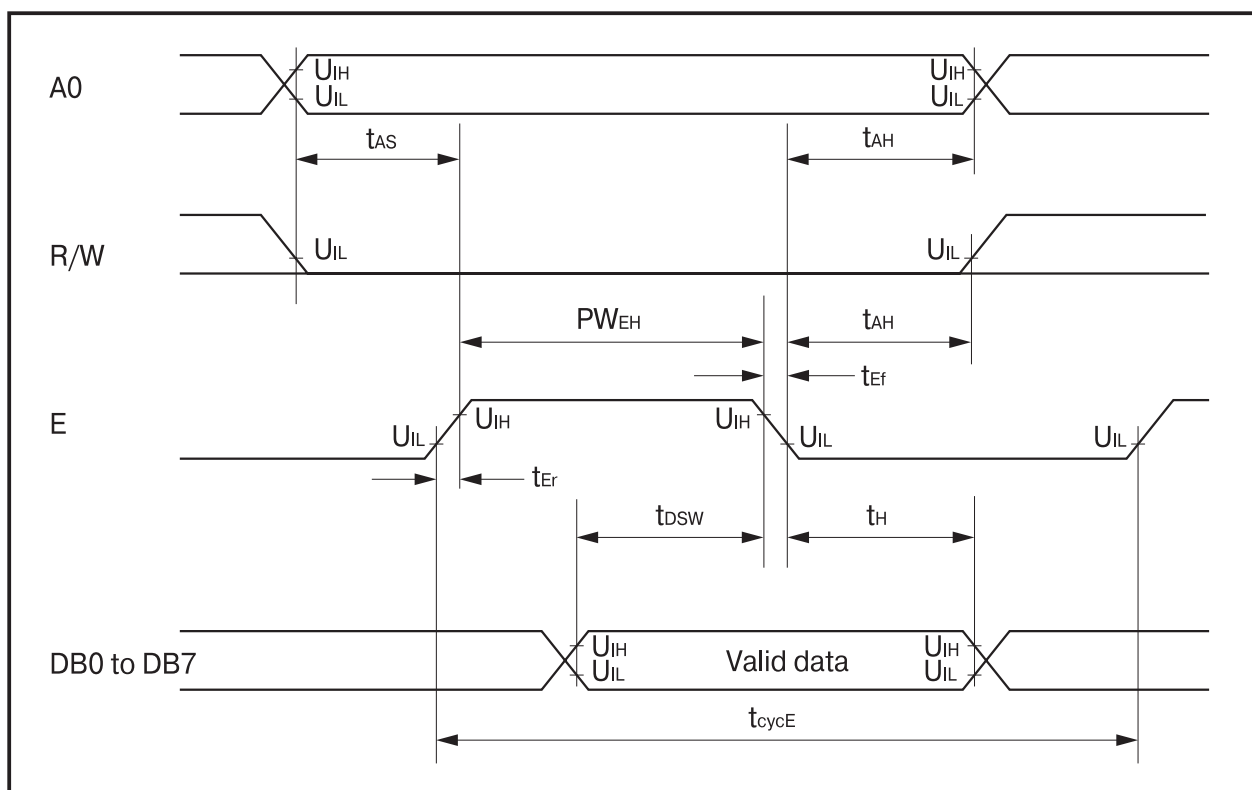 A0
UIH
UIL
UIH
UIL
tAS
tAH
R/W
UIL
UIL
PWEH
tAH
tEf
E
UIL
UIH
UIH
UIL
UIL
tEr
tDSW
tH
DB0 to DB7
UIH
UIL
Valid data
UIH
UIL
tcycE